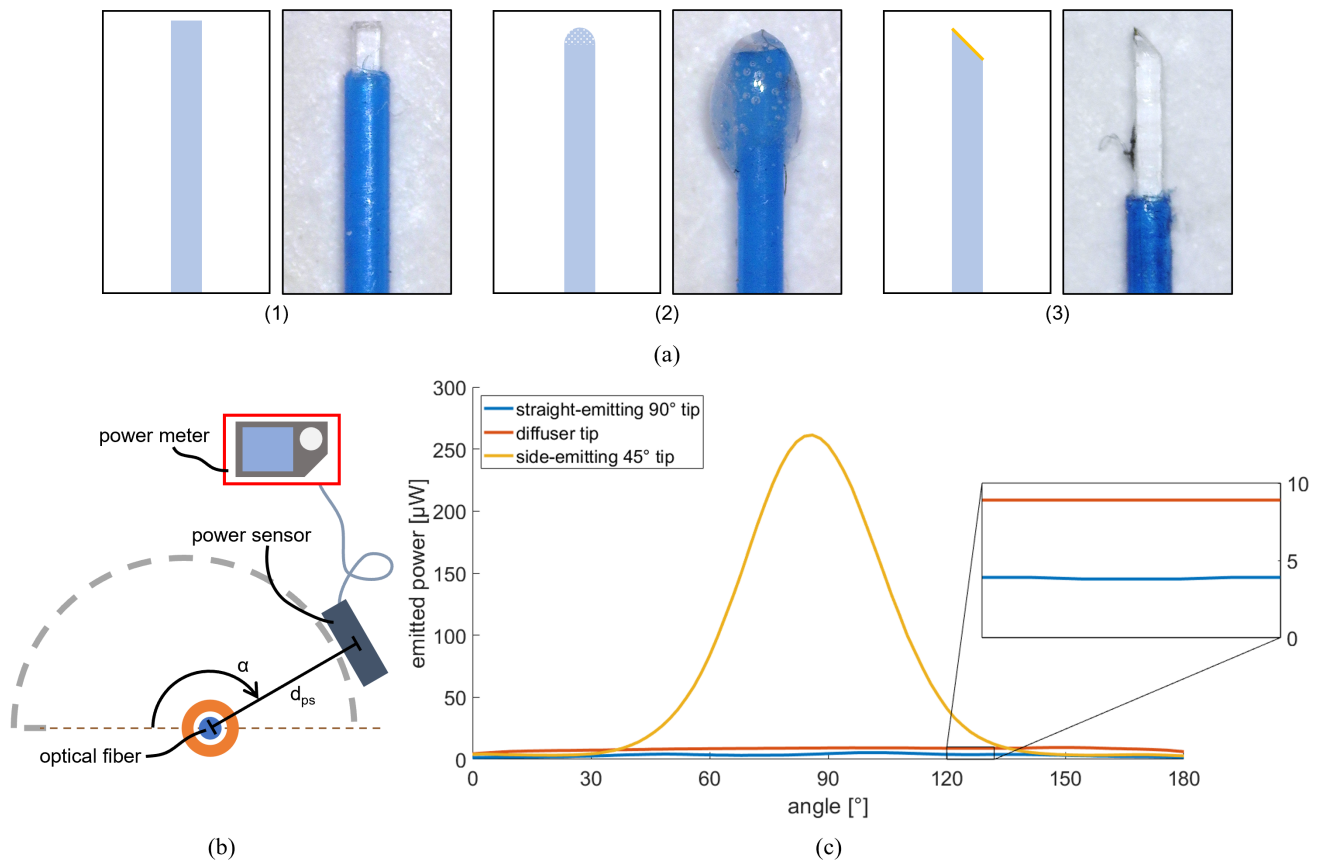 (1)
(2)
(3)
(a)
power meter
power sensor
α
d_ps
optical fiber
(b)
300
250
200
150
100
50
0
emitted power [µW]
straight-emitting 90° tip
diffuser tip
side-emitting 45° tip
10
5
0
0
30
60
90
120
150
180
angle [°]
(c)